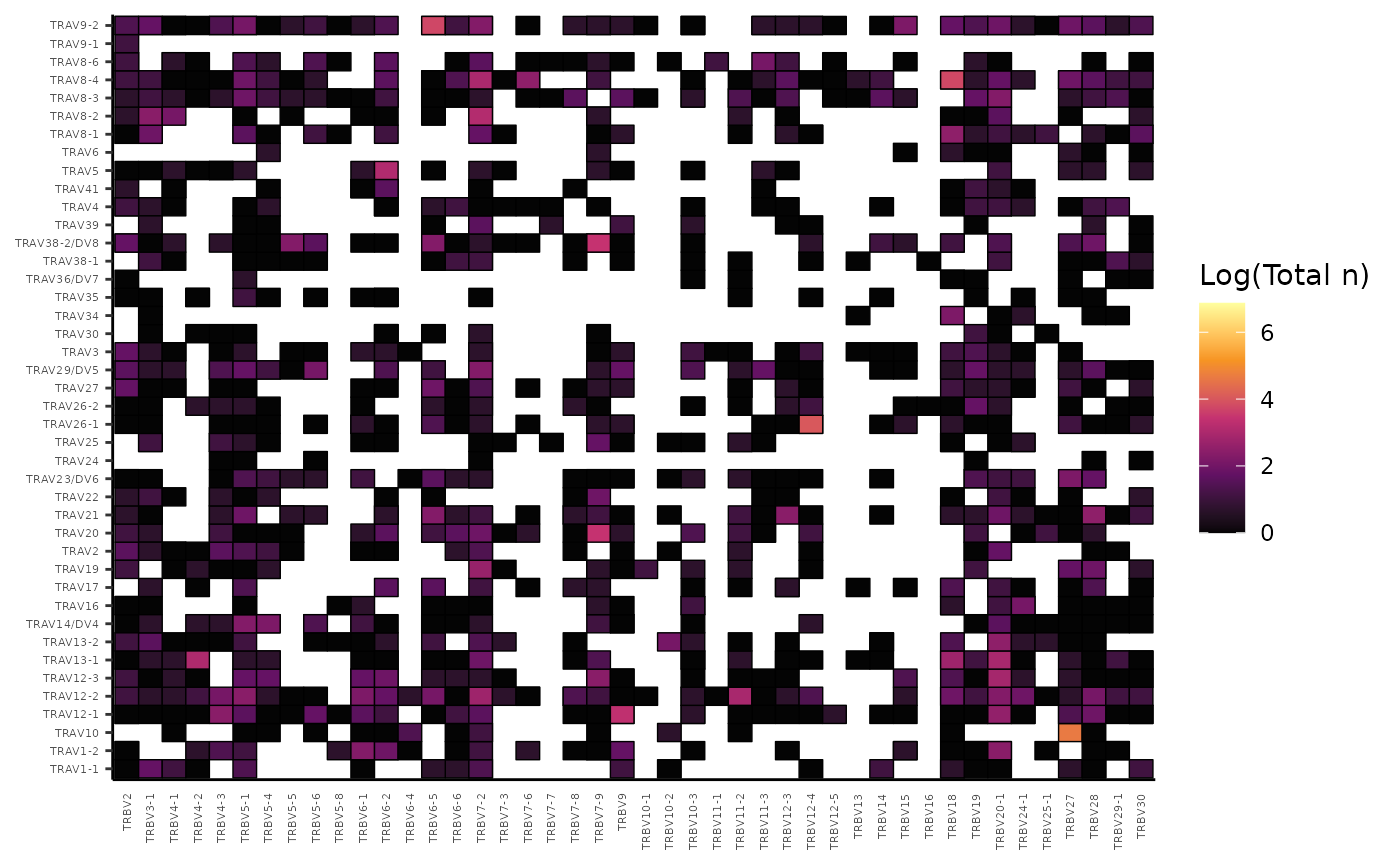 TRAV9-2
TRAV9-1
TRAV8-6
TRAV8-4
TRAV8-3
TRAV8-2
TRAV8-1
TRAV6
TRAV5
TRAV41
TRAV4
TRAV39
TRAV38-2/DV8
TRAV38-1
TRAV36/DV7
TRAV35
TRAV34
TRAV30
TRAV3
TRAV29/DV5
TRAV27
TRAV26-2
TRAV26-1
TRAV25
TRAV24
TRAV23/DV6
TRAV22
TRAV21
TRAV20
TRAV2
TRAV19
TRAV17
TRAV16
TRAV14/DV4
TRAV13-2
TRAV13-1
TRAV12-3
TRAV12-2
TRAV12-1
TRAV10
TRAV1-2
TRAV1-1
TRBV2
TRBV3-1
TRBV4-1
TRBV4-2
TRBV4-3
TRBV5-1
TRBV5-4
TRBV5-5
TRBV5-6
TRBV5-8
TRBV6-1
TRBV6-2
TRBV6-4
TRBV6-5
TRBV6-6
TRBV7-2
TRBV7-3
TRBV7-6
TRBV7-7
TRBV7-8
TRBV7-9
TRBV9
TRBV10-1
TRBV10-2
TRBV10-3
TRBV11-1
TRBV11-2
TRBV11-3
TRBV12-3
TRBV12-4
TRBV12-5
TRBV13
TRBV14
TRBV15
TRBV16
TRBV18
TRBV19
TRBV20-1
TRBV24-1
TRBV25-1
TRBV27
TRBV28
TRBV29-1
TRBV30
Log(Total n)
6
4
2
0